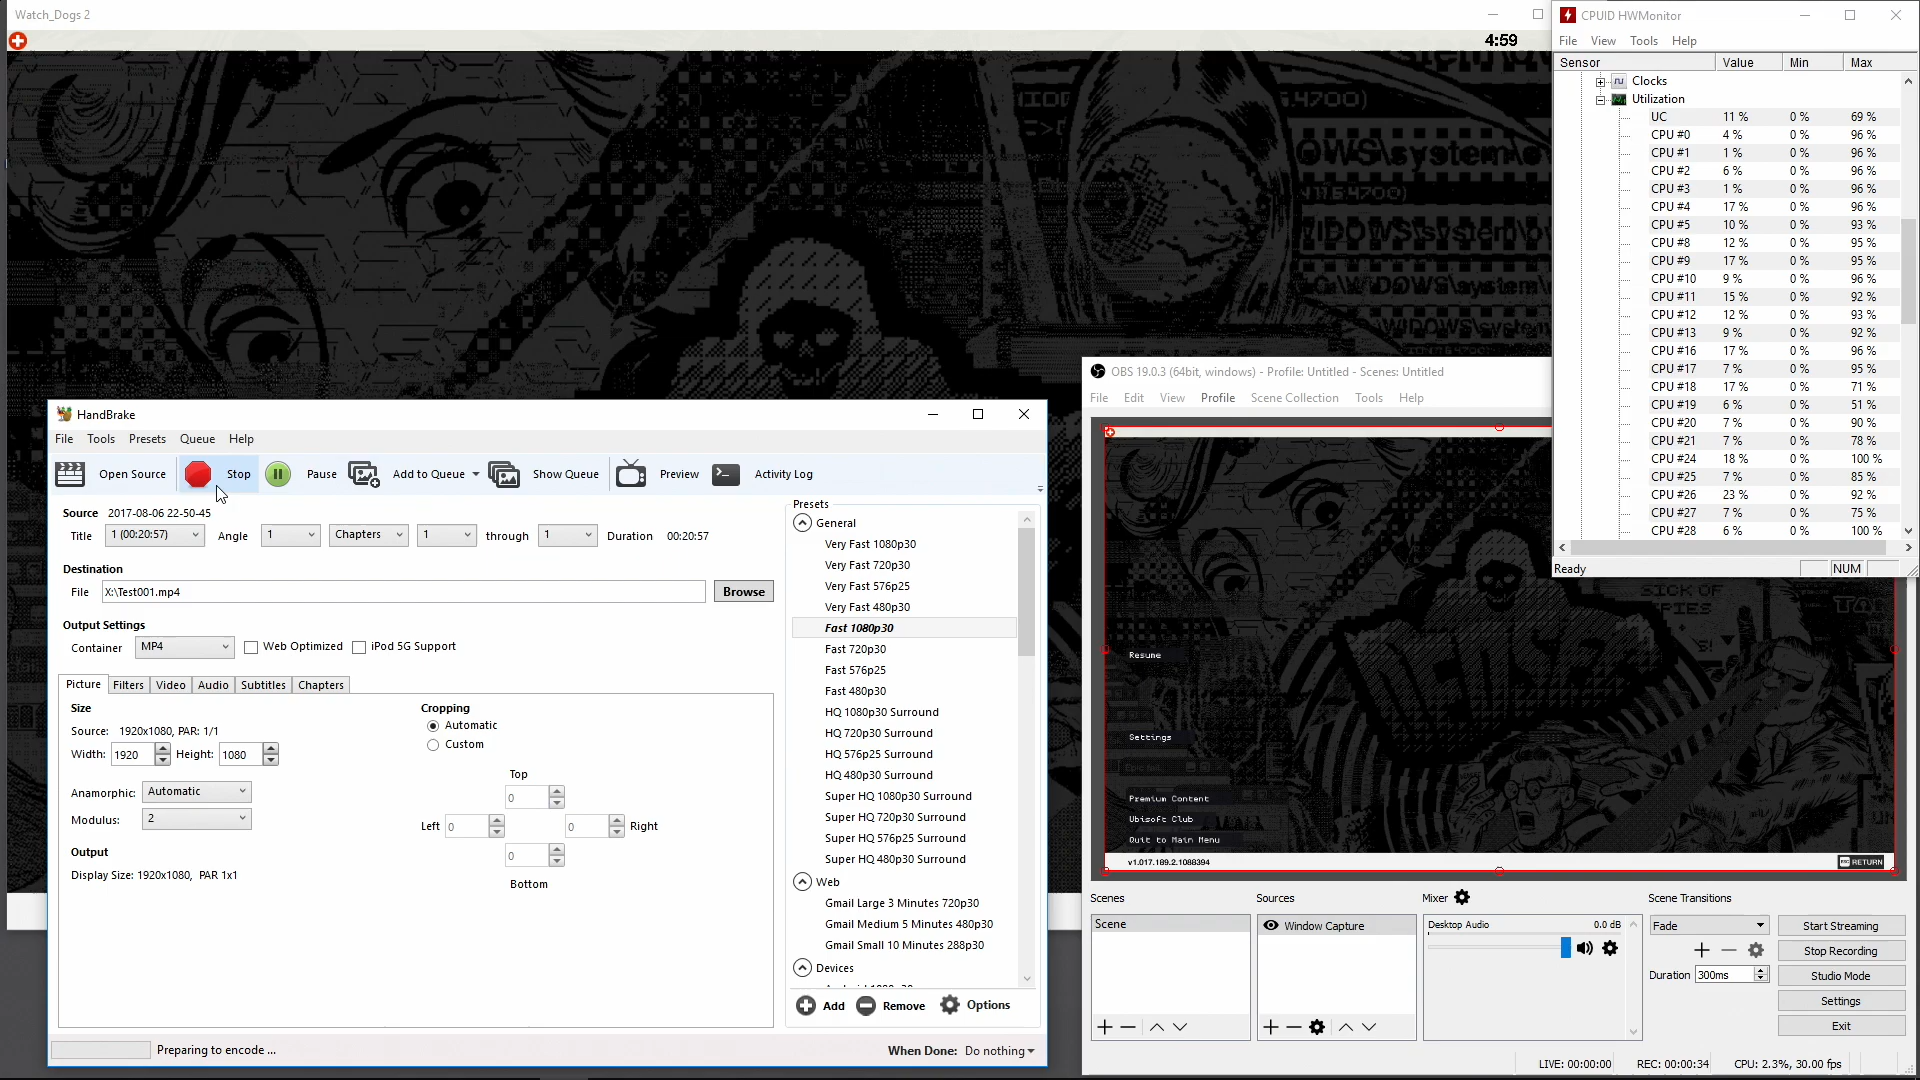 Watch_Dogs 2
4:59
CPUID HWMonitor
File View Tools Help
Sensor Value Min Max
Clocks
Utilization
UC 11 % 0 % 69 %
CPU #0 4 % 0 % 96 %
CPU #1 1 % 0 % 96 %
CPU #2 6 % 0 % 96 %
CPU #3 1 % 0 % 96 %
CPU #4 17 % 0 % 96 %
CPU #5 10 % 0 % 93 %
CPU #8 12 % 0 % 95 %
CPU #9 17 % 0 % 95 %
CPU #10 9 % 0 % 96 %
CPU #11 15 % 0 % 92 %
CPU #12 12 % 0 % 93 %
CPU #13 9 % 0 % 92 %
CPU #16 17 % 0 % 96 %
CPU #17 7 % 0 % 95 %
CPU #18 17 % 0 % 71 %
CPU #19 6 % 0 % 51 %
CPU #20 7 % 0 % 90 %
CPU #21 7 % 0 % 78 %
CPU #24 18 % 0 % 100 %
CPU #25 7 % 0 % 85 %
CPU #26 23 % 0 % 92 %
CPU #27 7 % 0 % 75 %
CPU #28 6 % 0 % 100 %
Ready NUM
HandBrake
File Tools Presets Queue Help
Open Source Stop Pause Add to Queue Show Queue Preview Activity Log
Source 2017-08-06 22-50-45
Title 1 (00:20:57) Angle 1 Chapters 1 through 1 Duration 00:20:57
Destination
File X:\Test001.mp4 Browse
Output Settings
Container MP4 Web Optimized iPod 5G Support
Picture Filters Video Audio Subtitles Chapters
Size
Source: 1920x1080, PAR: 1/1
Width: 1920 Height: 1080
Anamorphic: Automatic
Modulus: 2
Output
Display Size: 1920x1080, PAR 1x1
Cropping
Automatic
Custom
Top
0
Left 0 0 Right
0
Bottom
Presets
General
Very Fast 1080p30
Very Fast 720p30
Very Fast 576p25
Very Fast 480p30
Fast 1080p30
Fast 720p30
Fast 576p25
Fast 480p30
HQ 1080p30 Surround
HQ 720p30 Surround
HQ 576p25 Surround
HQ 480p30 Surround
Super HQ 1080p30 Surround
Super HQ 720p30 Surround
Super HQ 576p25 Surround
Super HQ 480p30 Surround
Web
Gmail Large 3 Minutes 720p30
Gmail Medium 5 Minutes 480p30
Gmail Small 10 Minutes 288p30
Devices
Add Remove Options
Preparing to encode ...
When Done: Do nothing
OBS 19.0.3 (64bit, windows) - Profile: Untitled - Scenes: Untitled
File Edit View Profile Scene Collection Tools Help
SICK OF
Resume
Settings
Premium Content
Ubisoft Club
Quit to Main Menu
v1.017.189.2.1088394
ESC RETURN
Scenes
Scene
Sources
Window Capture
Mixer
Desktop Audio 0.0 dB
Scene Transitions
Fade
Duration 300ms
Start Streaming
Stop Recording
Studio Mode
Settings
Exit
LIVE: 00:00:00 REC: 00:00:34 CPU: 2.3%, 30.00 fps